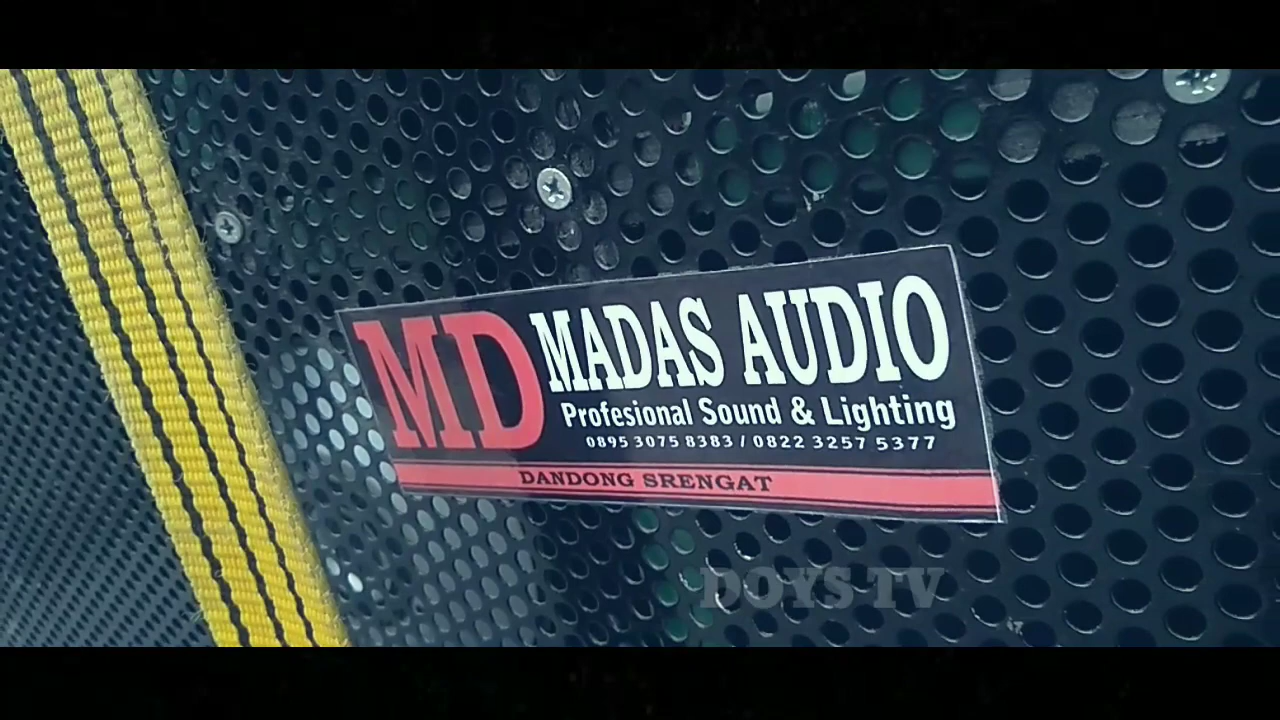 MD
MADAS AUDIO
Profesional Sound & Lighting
0895 3075 8383 / 0822 3257 5377
DANDONG SRENGAT
DOYS TV